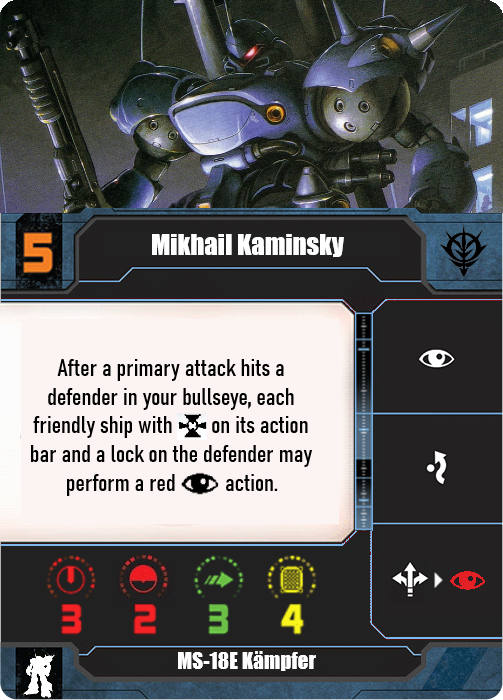 5
Mikhail Kaminsky
After a primary attack hits a
defender in your bullseye, each
friendly ship with on its action
bar and a lock on the defender may
perform a red action.
3 2 3 4
MS-18E Kämpfer